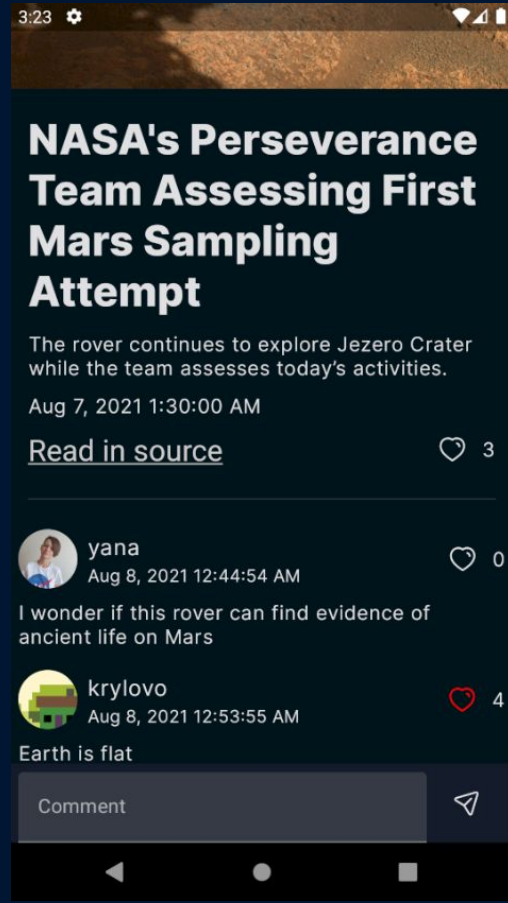 3:23
NASA's Perseverance
Team Assessing First
Mars Sampling
Attempt
The rover continues to explore Jezero Crater
while the team assesses today’s activities.
Aug 7, 2021 1:30:00 AM
Read in source 3
yana
Aug 8, 2021 12:44:54 AM 0
I wonder if this rover can find evidence of
ancient life on Mars
krylovo
Aug 8, 2021 12:53:55 AM 4
Earth is flat
Comment